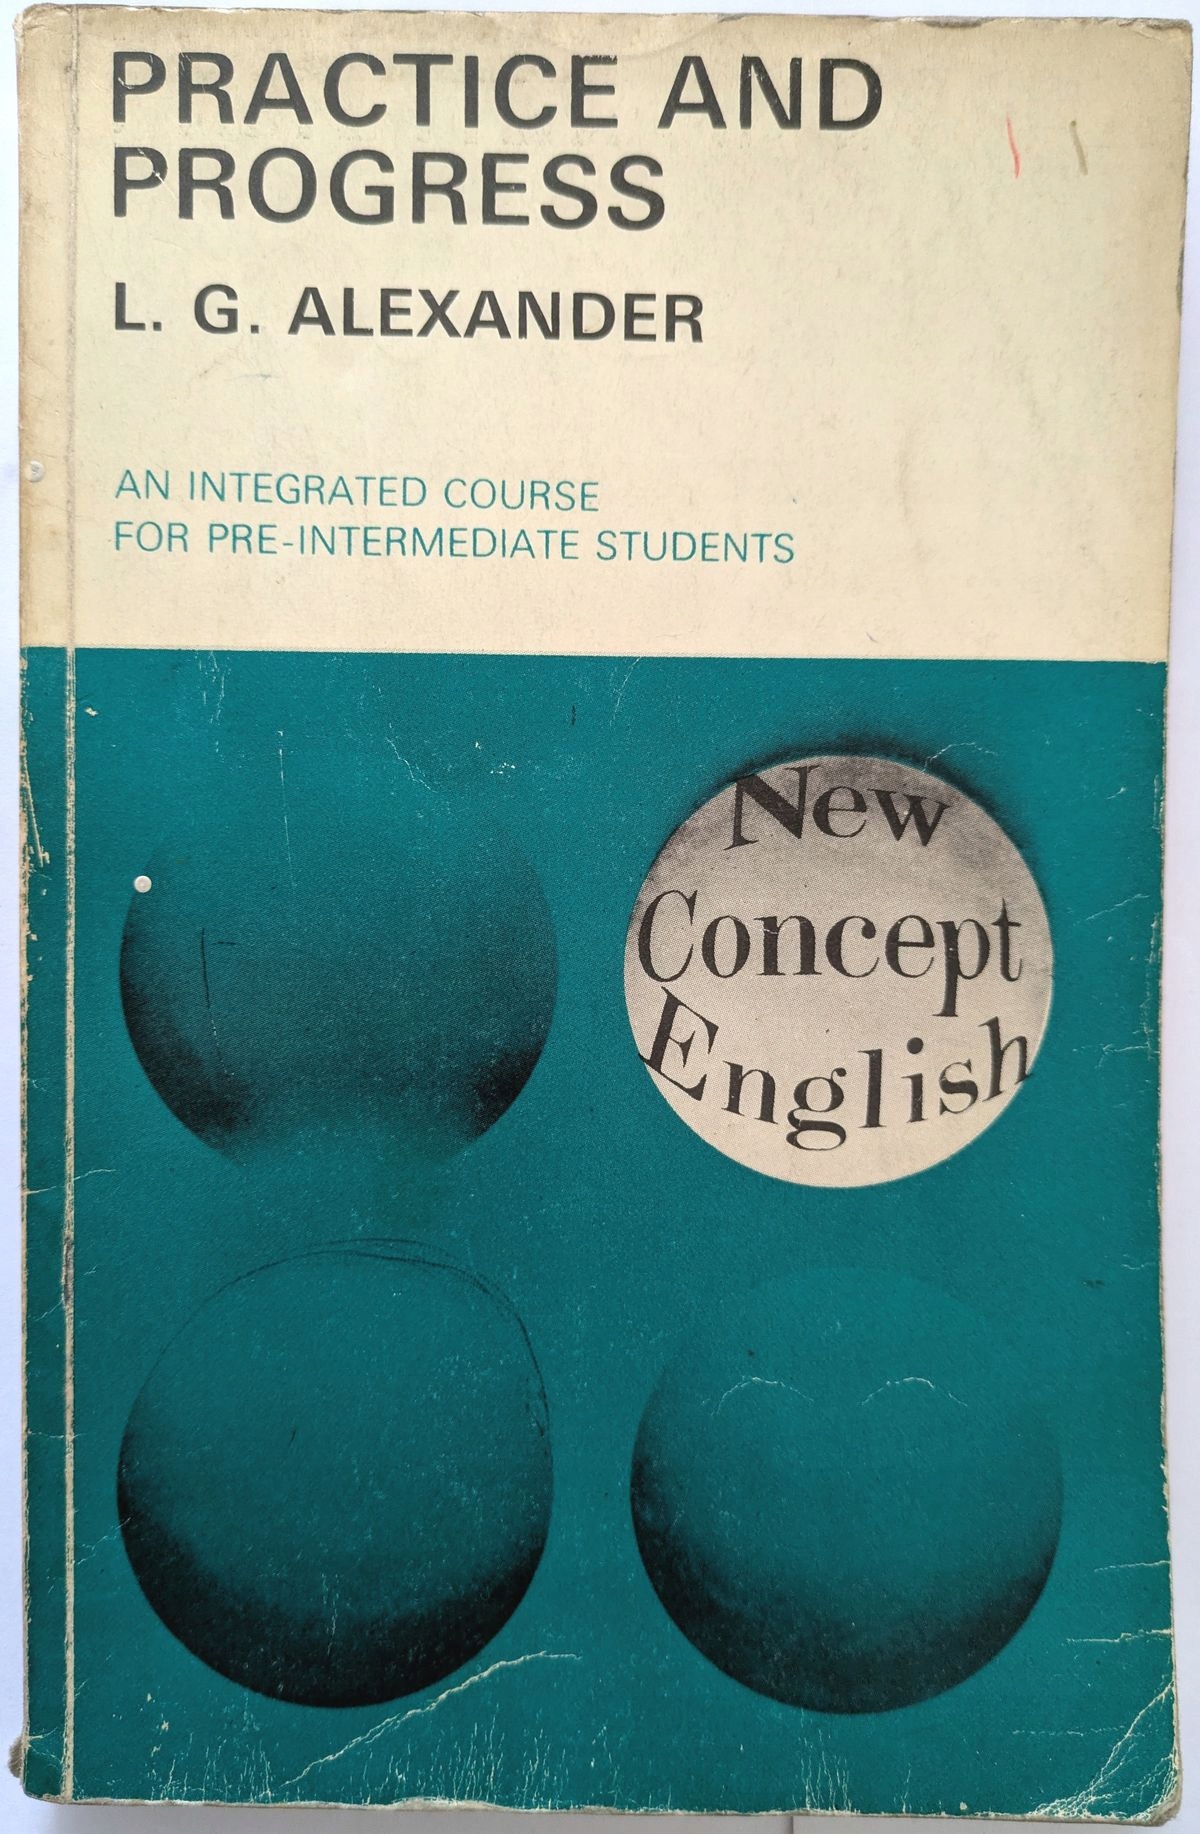 PRACTICE AND
PROGRESS
L. G. ALEXANDER
AN INTEGRATED COURSE
FOR PRE-INTERMEDIATE STUDENTS
New
Concept
English